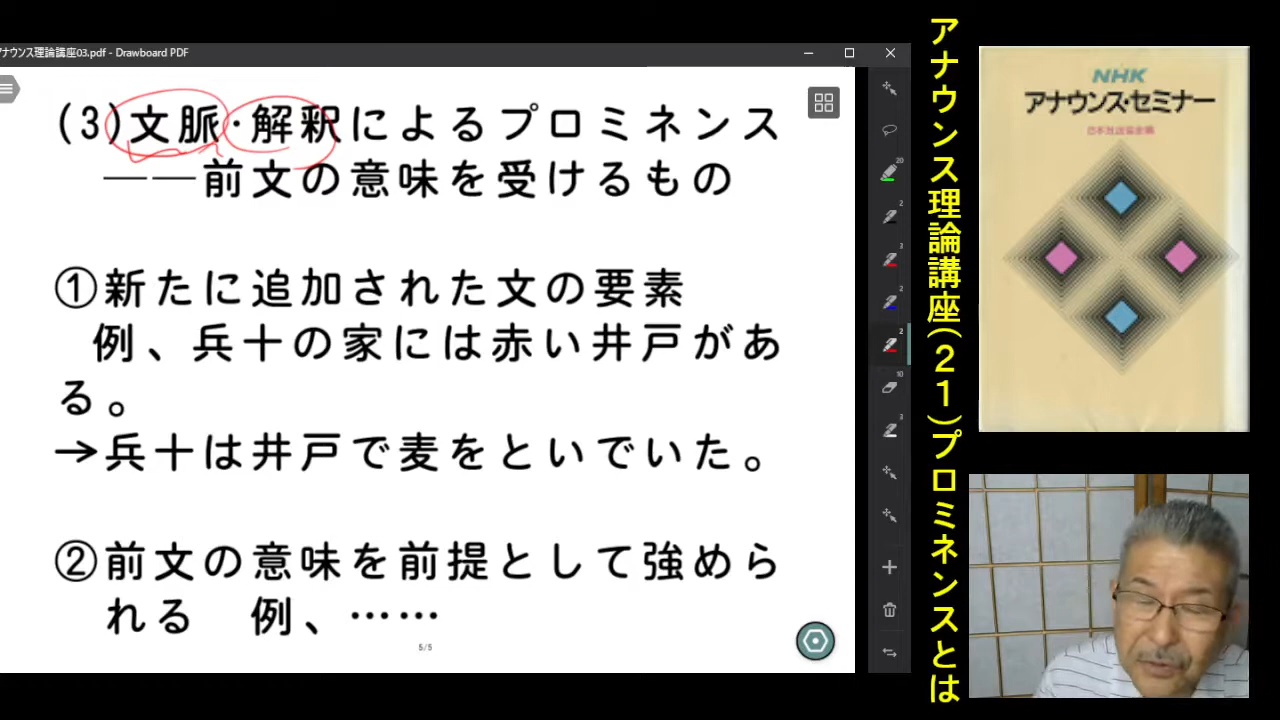 アナウンス理論講座03.pdf - Drawboard PDF
(3)文脈・解釈によるプロミネンス
――前文の意味を受けるもの
①新たに追加された文の要素
例、兵十の家には赤い井戸があ
る。
→兵十は井戸で麦をといでいた。
②前文の意味を前提として強めら
れる 例、……
5/5
20
2
3
2
2
10
3
アナウンス理論講座(21)プロミネンスとは
NHK
アナウンス・セミナー
日本放送協会編